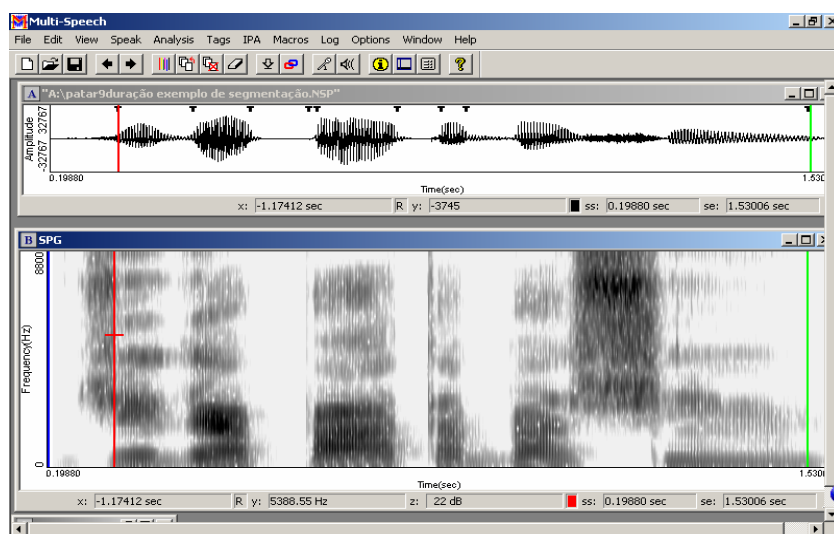 Multi-Speech
File Edit View Speak Analysis Tags IPA Macros Log Options Window Help
A "A:\patar9duração exemplo de segmentação.NSP"
Amplitude
-32767 32767
0.19880 1.530
Time(sec)
x: -1.17412 sec R y: -3745 ss: 0.19880 sec se: 1.53006 sec
B SPG
Frequency(Hz)
0 8800
0.19880 1.530
Time(sec)
x: -1.17412 sec R y: 5388.55 Hz z: 22 dB ss: 0.19880 sec se: 1.53006 sec